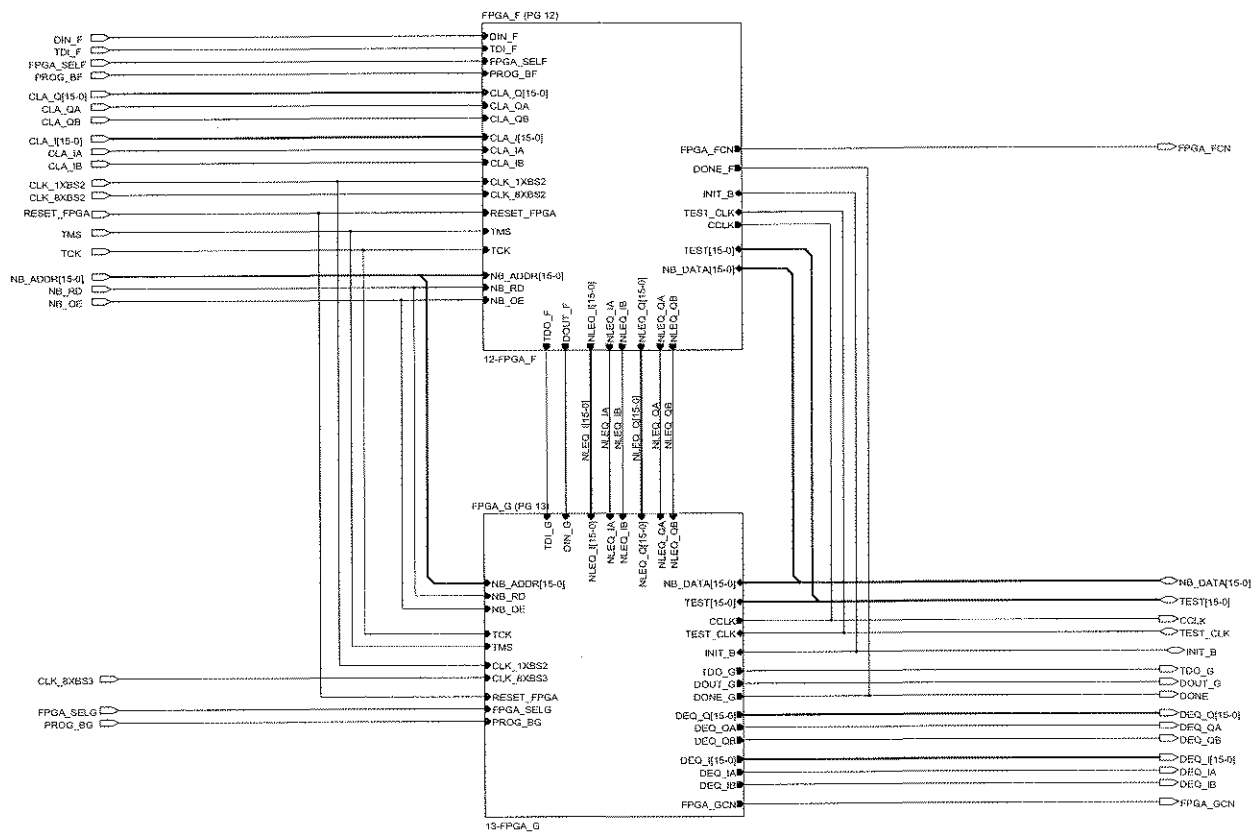 FPGA_F (PG 12)
DIN_F
TDI_F
FPGA_SELF
PROG_BF
CLA_Q[15-0]
CLA_QA
CLA_QB
CLA_I[15-0]
CLA_IA
CLA_IB
CLK_1XBS2
CLK_8XBS2
RESET_FPGA
TMS
TCK
NB_ADDR[15-0]
NB_RD
NB_OE
DIN_F
TDI_F
FPGA_SELF
PROG_BF
CLA_Q[15-0]
CLA_QA
CLA_QB
CLA_I[15-0]
CLA_IA
CLA_IB
CLK_1XBS2
CLK_8XBS2
RESET_FPGA
TMS
TCK
NB_ADDR[15-0]
NB_RD
NB_OE
FPGA_FCN
DONE_F
INIT_B
TEST_CLK
CCLK
TEST[15-0]
NB_DATA[15-0]
FPGA_FCN
TDO_F
DOUT_F
NLEQ_I[15-0]
NLEQ_IA
NLEQ_IB
NLEQ_Q[15-0]
NLEQ_QA
NLEQ_QB
12-FPGA_F
NLEQ_I[15-0]
NLEQ_IA
NLEQ_IB
NLEQ_Q[15-0]
NLEQ_QA
NLEQ_QB
FPGA_G (PG 13)
TDI_G
DIN_G
NLEQ_I[15-0]
NLEQ_IA
NLEQ_IB
NLEQ_Q[15-0]
NLEQ_QA
NLEQ_QB
CLK_8XBS3
FPGA_SELG
PROG_BG
NB_ADDR[15-0]
NB_RD
NB_OE
TCK
TMS
CLK_1XBS2
CLK_8XBS3
RESET_FPGA
FPGA_SELG
PROG_BG
NB_DATA[15-0]
TEST[15-0]
CCLK
TEST_CLK
INIT_B
TDO_G
DOUT_G
DONE_G
DEQ_Q[15-0]
DEQ_QA
DEQ_QB
DEQ_I[15-0]
DEQ_IA
DEQ_IB
FPGA_GCN
NB_DATA[15-0]
TEST[15-0]
CCLK
TEST_CLK
INIT_B
TDO_G
DOUT_G
DONE
DEQ_Q[15-0]
DEQ_QA
DEQ_QB
DEQ_I[15-0]
DEQ_IA
DEQ_IB
FPGA_GCN
13-FPGA_G